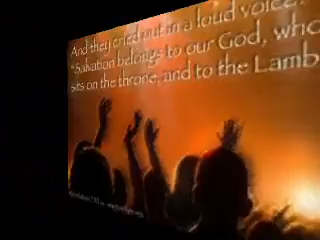 And they cried out in a loud voice:
"Salvation belongs to our God, who
sits on the throne, and to the Lamb